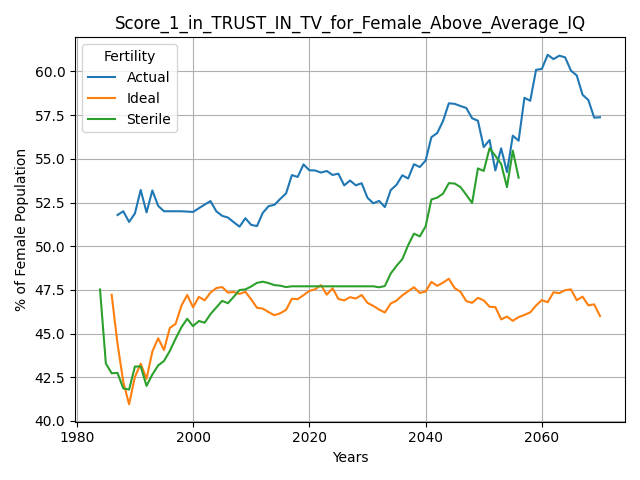 Score_1_in_TRUST_IN_TV_for_Female_Above_Average_IQ
Fertility
Actual
Ideal
Sterile
% of Female Population
60.0
57.5
55.0
52.5
50.0
47.5
45.0
42.5
40.0
1980
2000
2020
2040
2060
Years